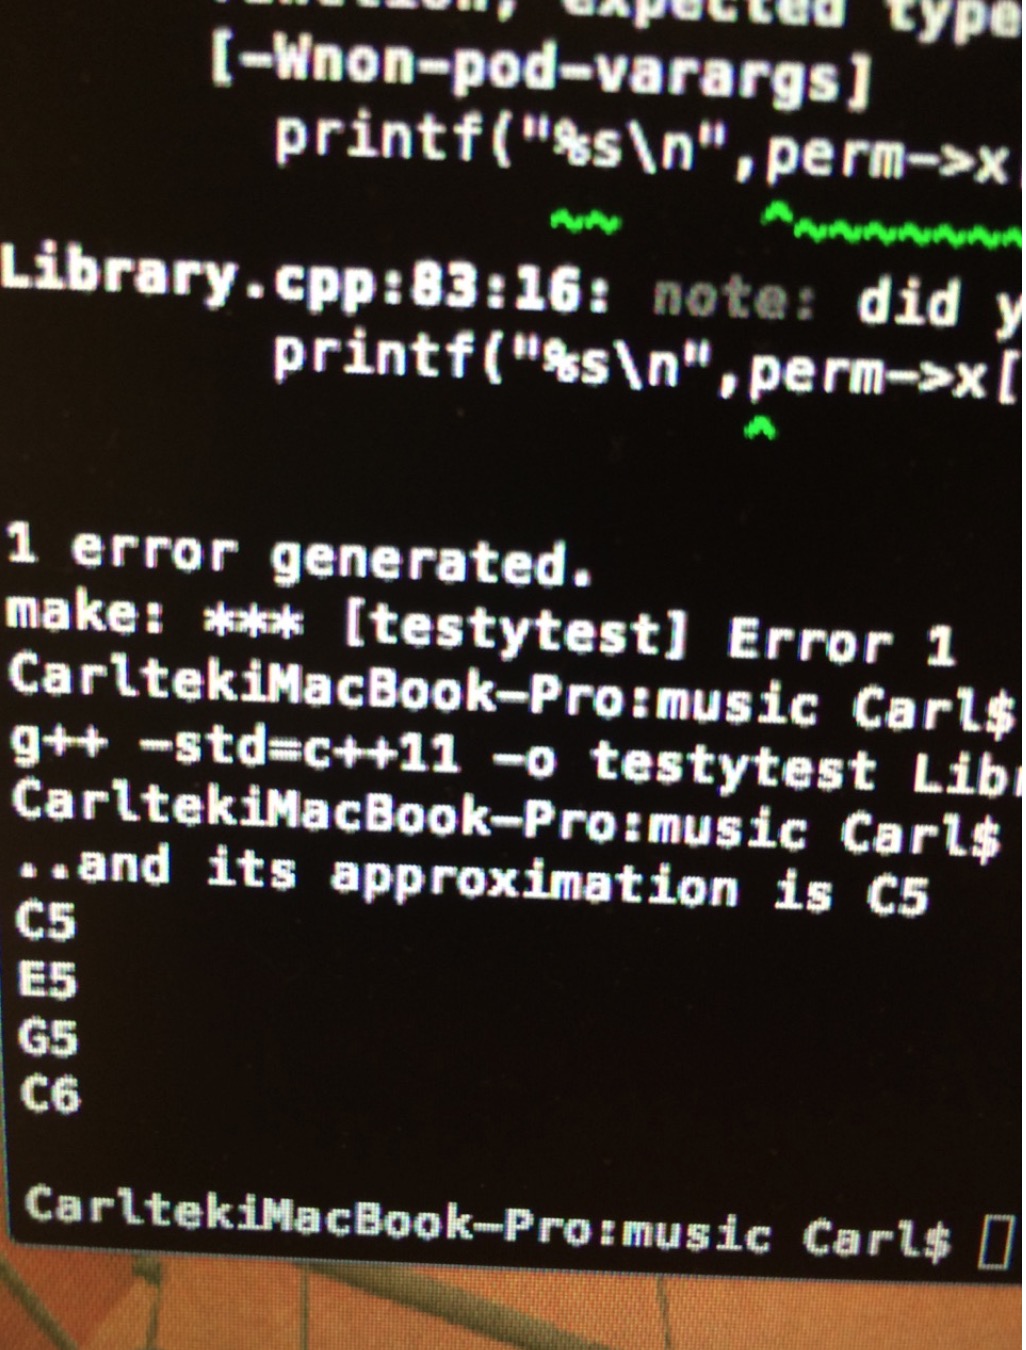 function, expected type
[-Wnon-pod-varargs]
printf("%s\n",perm->x
Library.cpp:83:16: note: did y
printf("%s\n",perm->x[
1 error generated.
make: *** [testytest] Error 1
CarltekiMacBook-Pro:music Carl$
g++ -std=c++11 -o testytest Libr
CarltekiMacBook-Pro:music Carl$
..and its approximation is C5
C5
E5
G5
C6
CarltekiMacBook-Pro:music Carl$